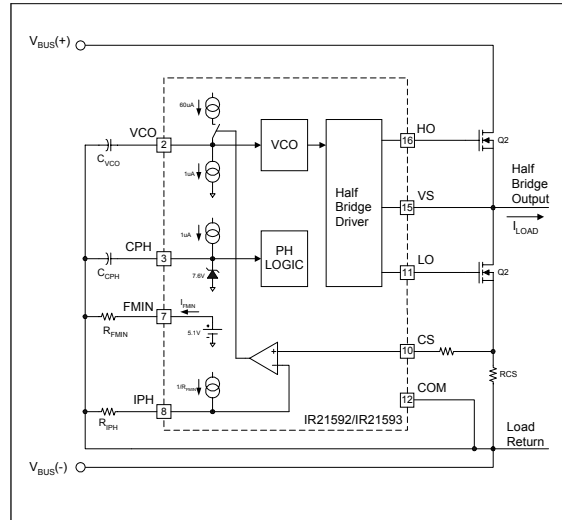 VBUS(+)
60uA
VCO
2
CVCO
VCO
1uA
HO
16
Q2
Half
Bridge
Driver
VS
15
Half
Bridge
Output
ILOAD
1uA
CPH
3
CCPH
7.6V
PH
LOGIC
LO
11
Q2
FMIN
7
IFMIN
RFMIN
5.1V
+
-
CS
10
RCS
1/RFMIN
IPH
8
RIPH
COM
12
IR21592/IR21593
Load
Return
VBUS(-)